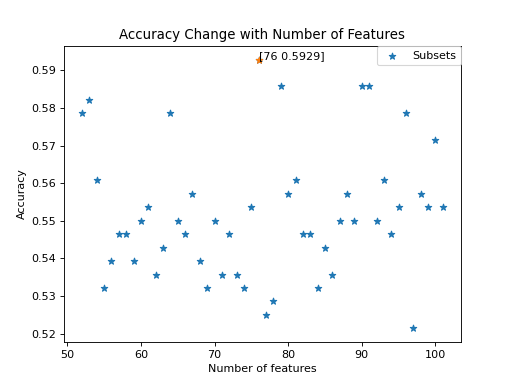 Accuracy Change with Number of Features
[76 0.5929]
Subsets
0.59
0.58
0.57
0.56
0.55
0.54
0.53
0.52
Accuracy
50 60 70 80 90 100
Number of features